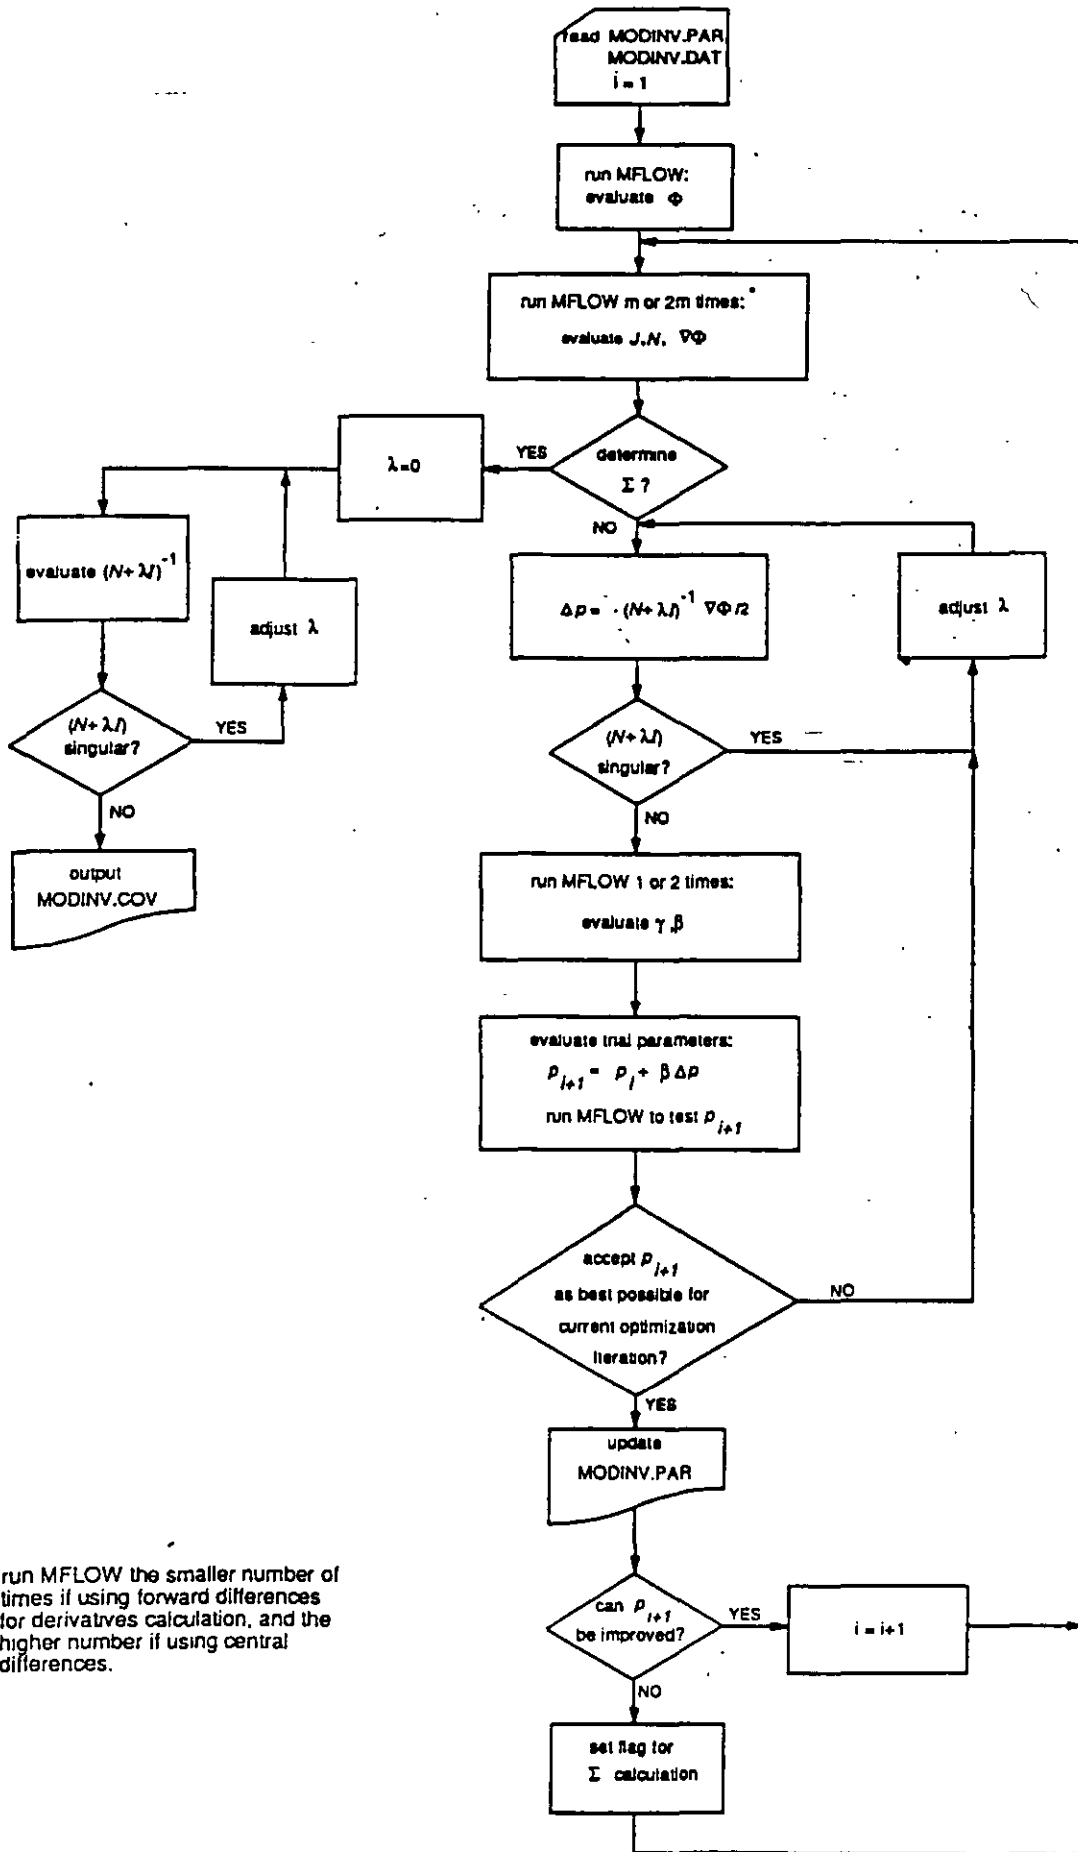 read MODINV.PAR
MODINV.DAT
i = 1
run MFLOW:
evaluate Φ
run MFLOW m or 2m times: *
evaluate J,N, ∇Φ
determine
Σ ?
YES
NO
λ=0
evaluate (N+ λI)⁻¹
adjust λ
(N+ λI)
singular?
YES
NO
output
MODINV.COV
Δp = - (N+ λI)⁻¹ ∇Φ/2
adjust λ
(N+ λI)
singular?
YES
NO
run MFLOW 1 or 2 times:
evaluate γ,β
evaluate trial parameters:
p i+1 = p i + β Δp
run MFLOW to test p i+1
accept p i+1
as best possible for
current optimization
iteration?
NO
YES
update
MODINV.PAR
can p i+1
be improved?
YES
i = i+1
NO
set flag for
Σ calculation
run MFLOW the smaller number of
times if using forward differences
for derivatives calculation, and the
higher number if using central
differences.